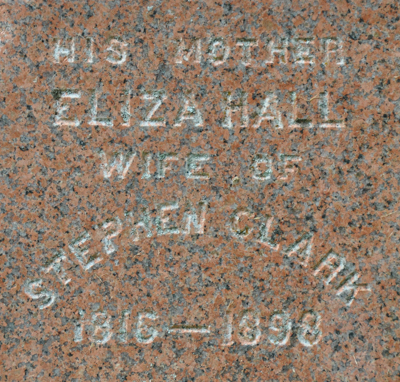 HIS MOTHER
ELIZA HALL
WIFE OF
STEPHEN CLARK
1816—1898